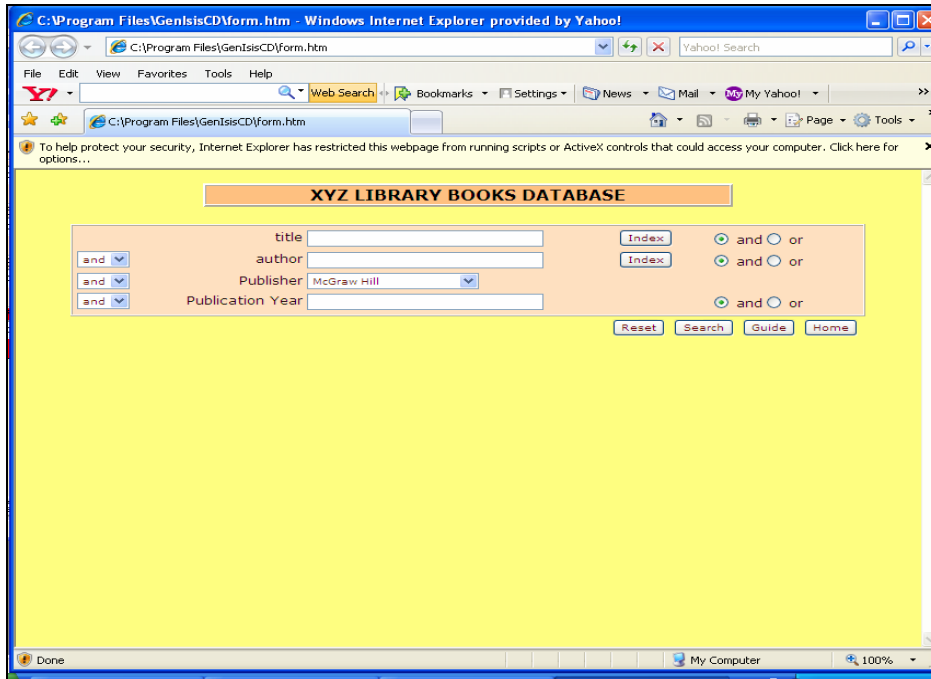 C:\Program Files\GenIsisCD\form.htm - Windows Internet Explorer provided by Yahoo!
C:\Program Files\GenIsisCD\form.htm Yahoo! Search
File Edit View Favorites Tools Help
Y! Web Search Bookmarks Settings News Mail My My Yahoo! »
C:\Program Files\GenIsisCD\form.htm Page Tools
To help protect your security, Internet Explorer has restricted this webpage from running scripts or ActiveX controls that could access your computer. Click here for
options...
XYZ LIBRARY BOOKS DATABASE
title Index and or
and author Index and or
and Publisher McGraw Hill
and Publication Year and or
Reset Search Guide Home
Done My Computer 100%